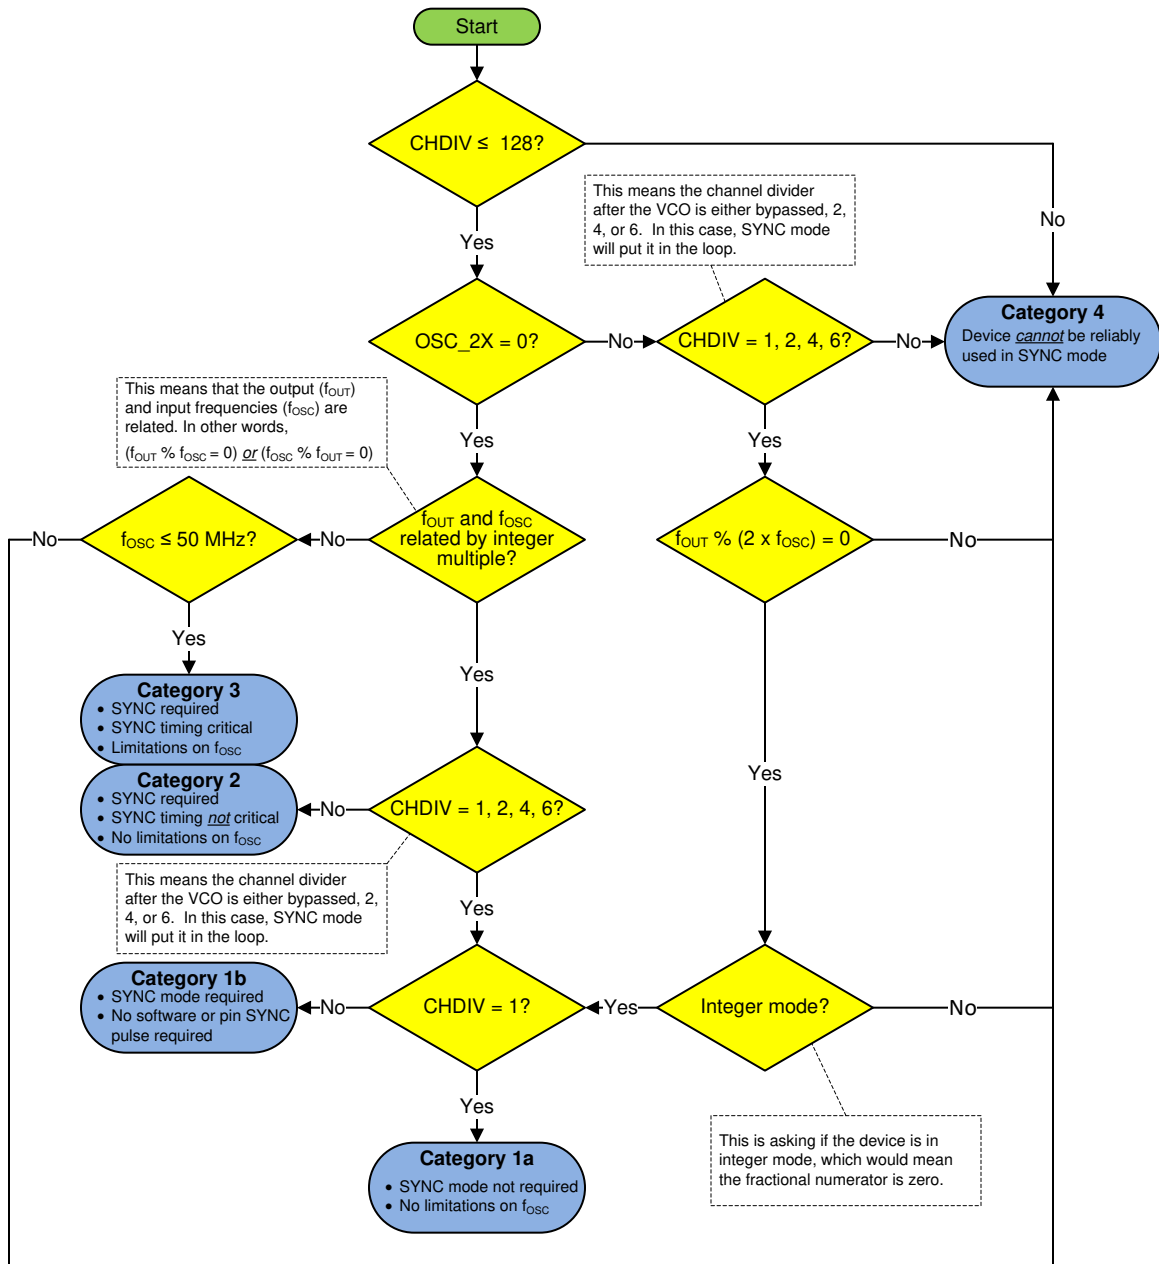 Start
CHDIV ≤ 128?
This means the channel divider
after the VCO is either bypassed, 2,
4, or 6. In this case, SYNC mode
will put it in the loop.
No
Yes
Category 4
Device cannot be reliably
used in SYNC mode
OSC_2X = 0?
No
CHDIV = 1, 2, 4, 6?
No
This means that the output (fOUT)
and input frequencies (fOSC) are
related. In other words,
(fOUT % fOSC = 0) or (fOSC % fOUT = 0)
Yes
Yes
No
fOSC ≤ 50 MHz?
No
fOUT and fOSC
related by integer
multiple?
fOUT % (2 x fOSC) = 0
No
Yes
Yes
Category 3
• SYNC required
• SYNC timing critical
• Limitations on fOSC
Yes
Category 2
• SYNC required
• SYNC timing not critical
• No limitations on fOSC
No
CHDIV = 1, 2, 4, 6?
This means the channel divider
after the VCO is either bypassed, 2,
4, or 6. In this case, SYNC mode
will put it in the loop.
Yes
Category 1b
• SYNC mode required
• No software or pin SYNC
pulse required
No
CHDIV = 1?
Yes
Integer mode?
No
Yes
Category 1a
• SYNC mode not required
• No limitations on fOSC
This is asking if the device is in
integer mode, which would mean
the fractional numerator is zero.